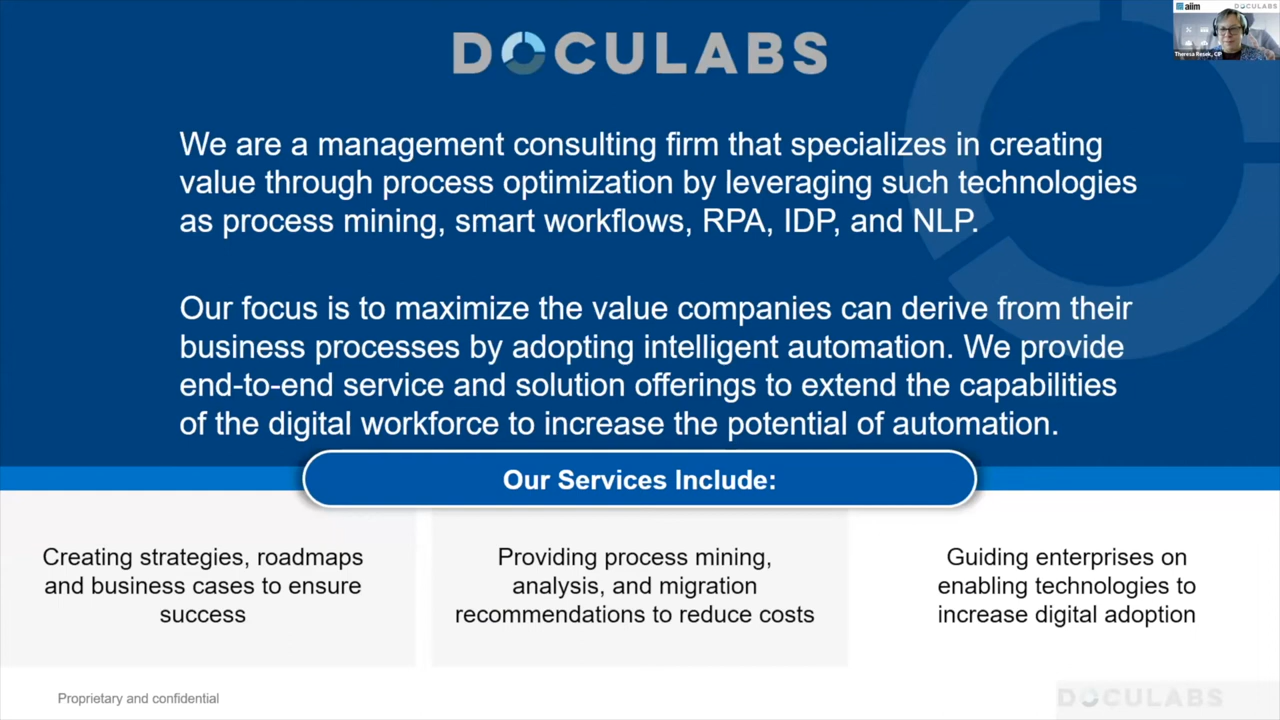 aiim
DOCULABS
Theresa Resek, CIP
DOCULABS
We are a management consulting firm that specializes in creating
value through process optimization by leveraging such technologies
as process mining, smart workflows, RPA, IDP, and NLP.
Our focus is to maximize the value companies can derive from their
business processes by adopting intelligent automation. We provide
end-to-end service and solution offerings to extend the capabilities
of the digital workforce to increase the potential of automation.
Our Services Include:
Creating strategies, roadmaps
and business cases to ensure
success
Providing process mining,
analysis, and migration
recommendations to reduce costs
Guiding enterprises on
enabling technologies to
increase digital adoption
Proprietary and confidential
DOCULABS